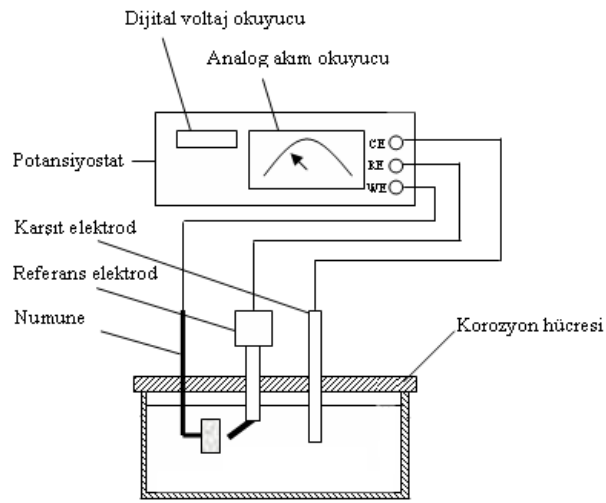 Dijital voltaj okuyucu
Analog akım okuyucu
CE
Potansiyostat
RE
WE
Karşıt elektrod
Referans elektrod
Numune
Korozyon hücresi